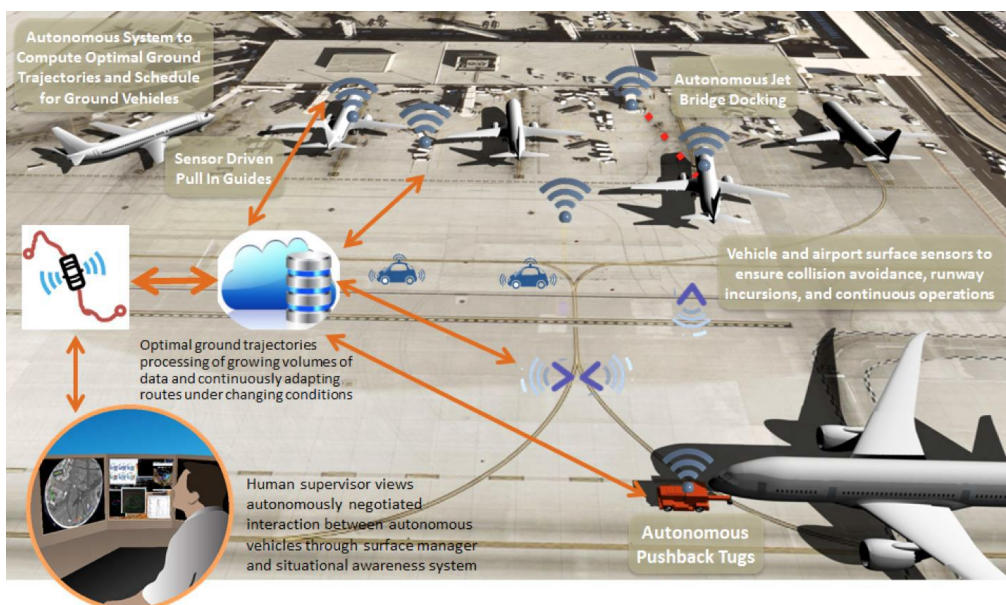 Autonomous System to
Compute Optimal Ground
Trajectories and Schedule
for Ground Vehicles
Autonomous Jet
Bridge Docking
Sensor Driven
Pull In Guides
Vehicle and airport surface sensors to
ensure collision avoidance, runway
incursions, and continuous operations
Optimal ground trajectories
processing of growing volumes of
data and continuously adapting
routes under changing conditions
Human supervisor views
autonomously negotiated
interaction between autonomous
vehicles through surface manager
and situational awareness system
Autonomous
Pushback Tugs